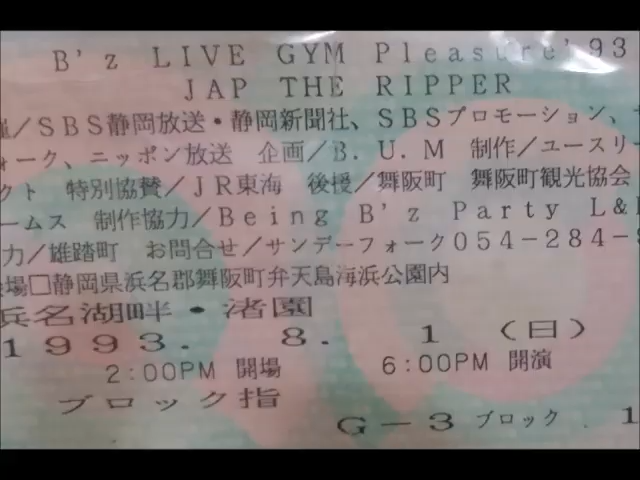 B'z LIVE GYM Pleasure'93
JAP THE RIPPER
催/SBS静岡放送・静岡新聞社、SBSプロモーション、
ォーク、ニッポン放送 企画/B.U.M 制作/ユースリー
クト 特別協賛/JR東海 後援/舞阪町 舞阪町観光協会
ームス 制作協力/Being B'z Party L&
力/雄踏町 お問合せ/サンデーフォーク054-284-
会場□静岡県浜名郡舞阪町弁天島海浜公園内
浜名湖畔・渚園
1993. 8. 1 (日)
2:00PM 開場 6:00PM 開演
ブロック指
G-3 ブロック 1